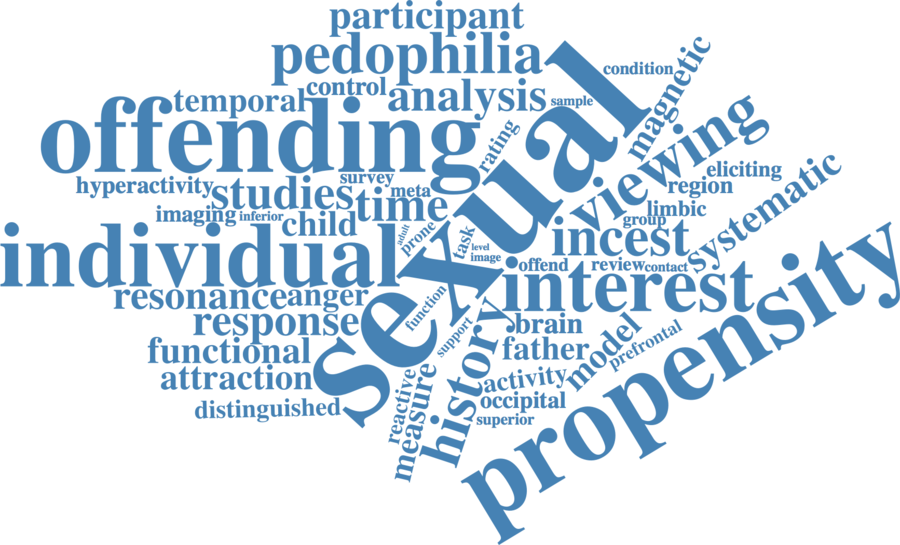 participant
pedophilia
condition
magnetic
control
temporal
analysis
sample
offending
sexual
rating
viewing
eliciting
hyperactivity
survey
studies
meta
time
region
systematic
limbic
imaging
inferior
child
group
adult
prone
task
incest
individual
level
image
offend
review
contact
propensity
resonance
anger
interest
function
response
history
brain
model
support
prefrontal
functional
father
attraction
reactive
measure
activity
occipital
distinguished
superior